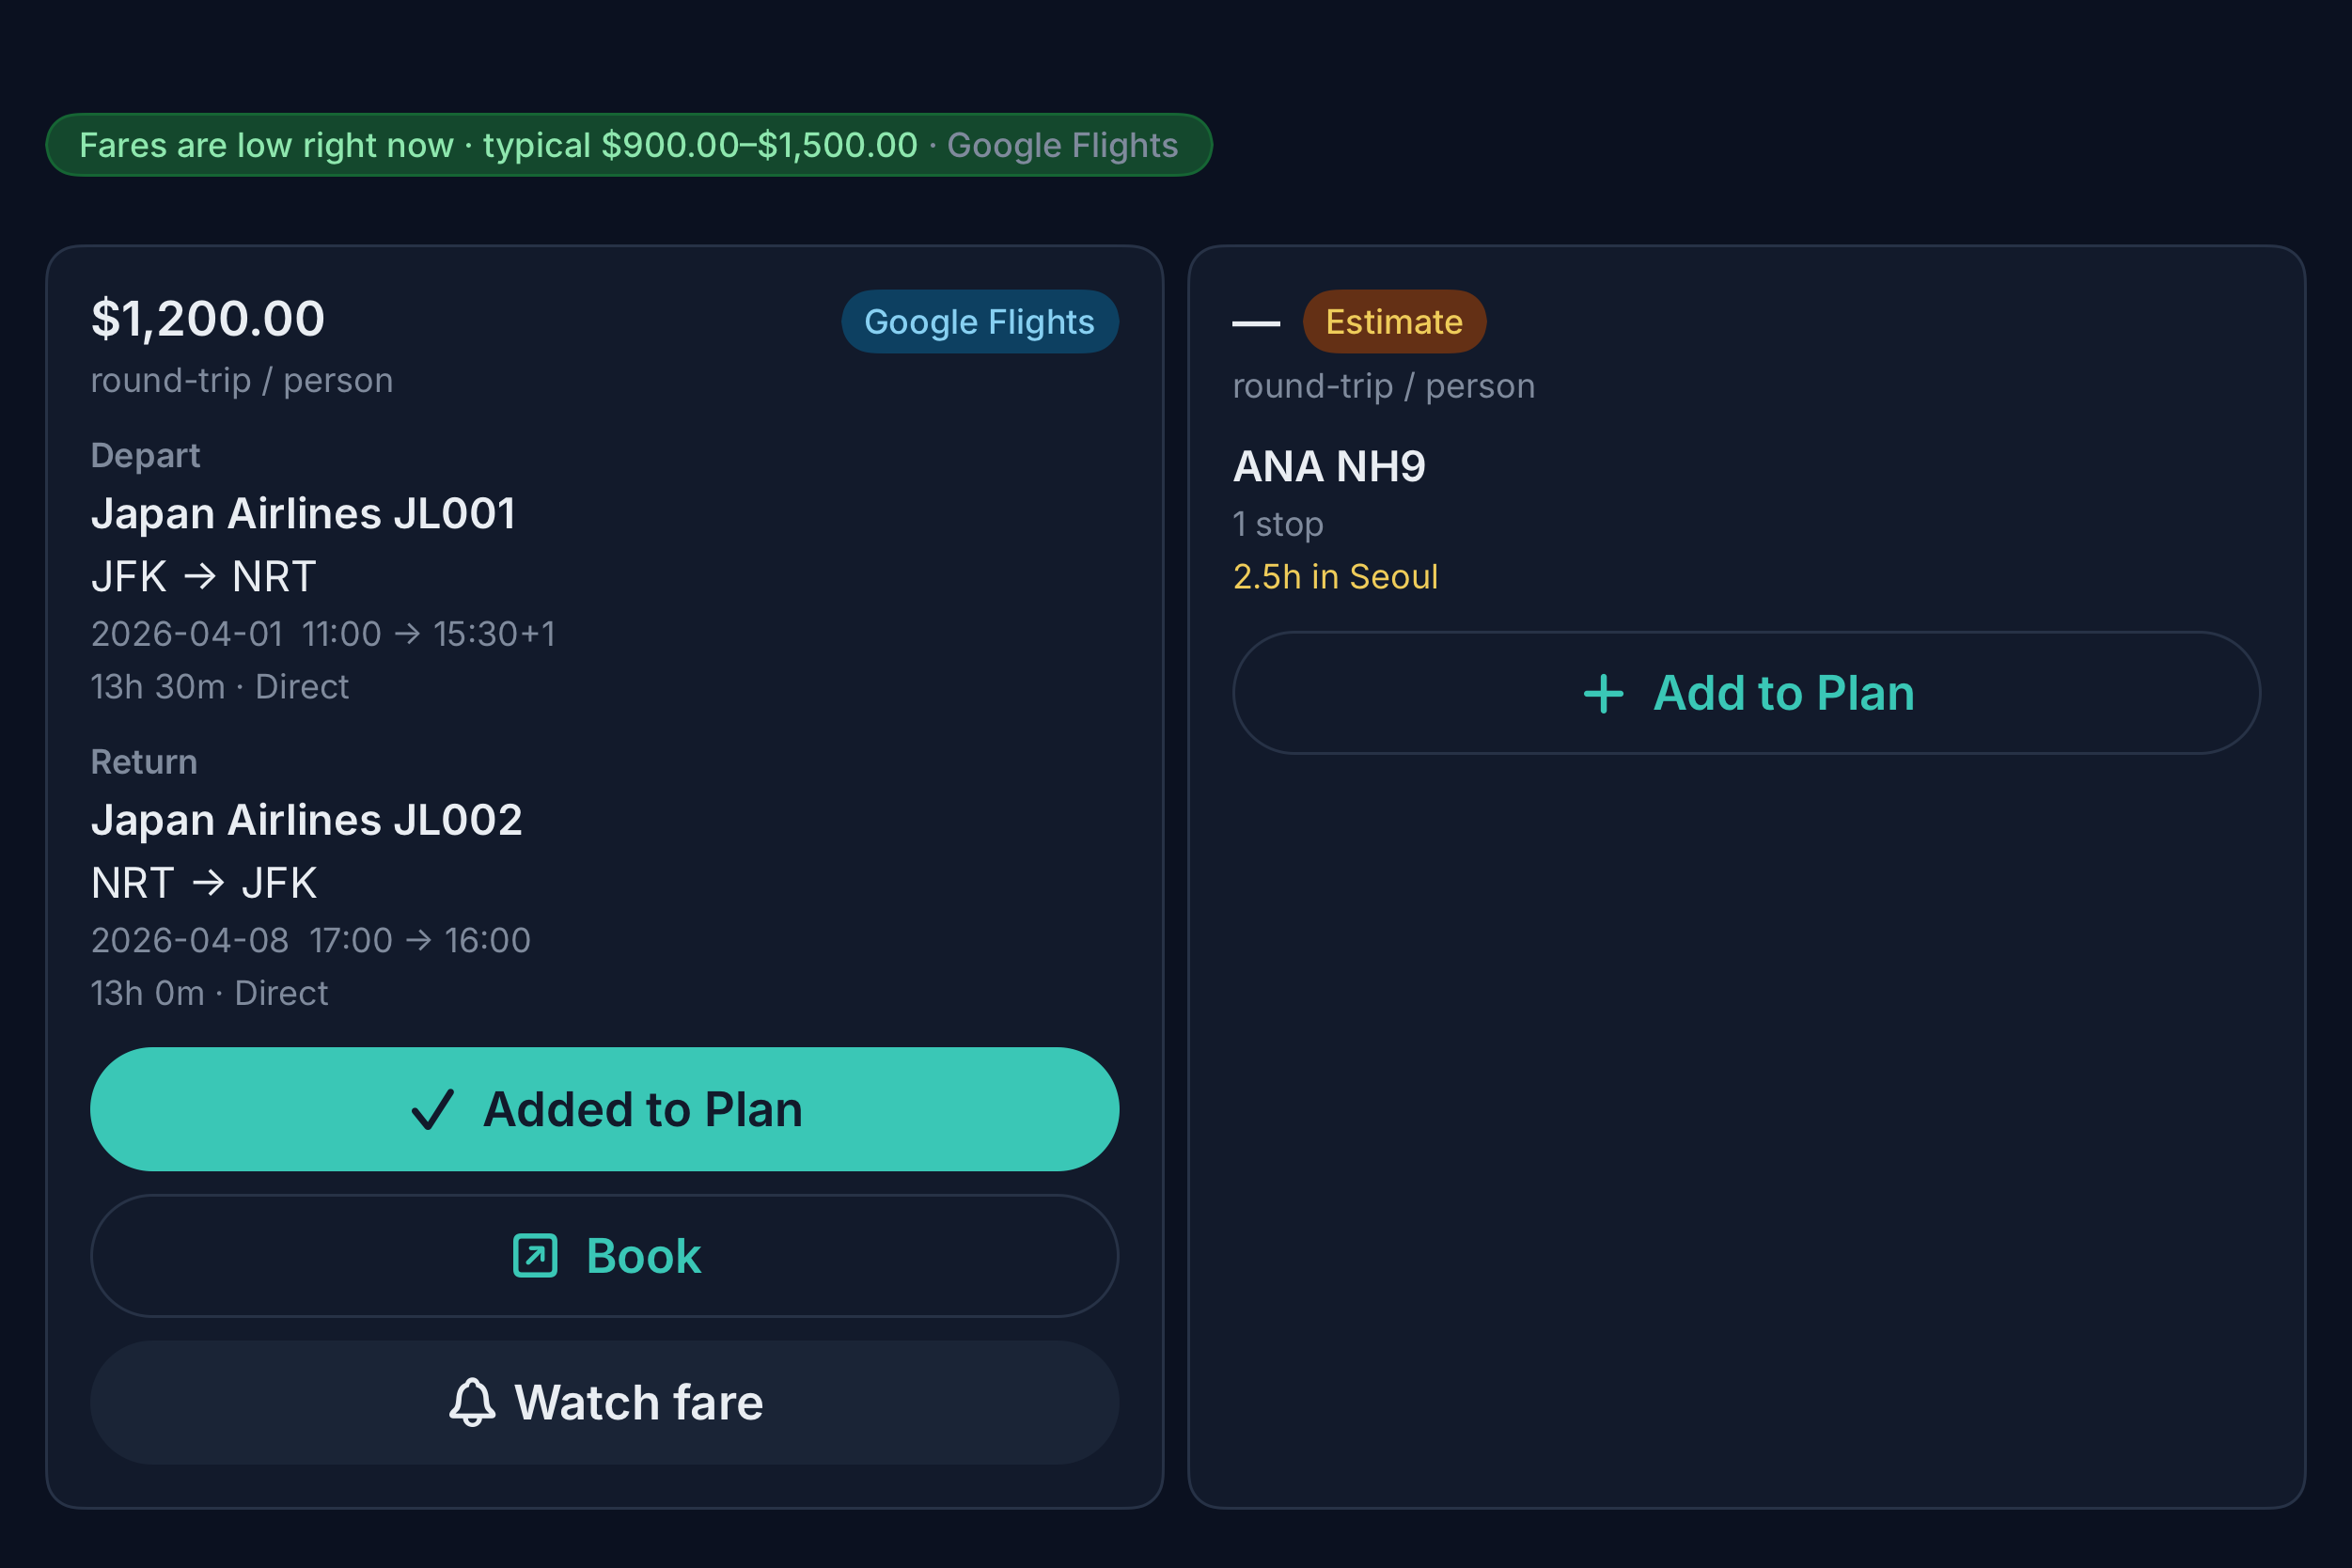 Fares are low right now · typical $900.00–$1,500.00 · Google Flights
$1,200.00
Google Flights
round-trip / person
Depart
Japan Airlines JL001
JFK → NRT
2026-04-01 11:00 → 15:30+1
13h 30m · Direct
Return
Japan Airlines JL002
NRT → JFK
2026-04-08 17:00 → 16:00
13h 0m · Direct
Added to Plan
Book
Watch fare
— Estimate
round-trip / person
ANA NH9
1 stop
2.5h in Seoul
Add to Plan